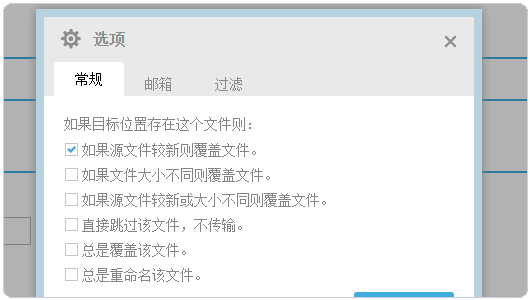 选项
常规 邮箱 过滤
如果目标位置存在这个文件则：
如果源文件较新则覆盖文件。
如果文件大小不同则覆盖文件。
如果源文件较新或大小不同则覆盖文件。
直接跳过该文件，不传输。
总是覆盖该文件。
总是重命名该文件。